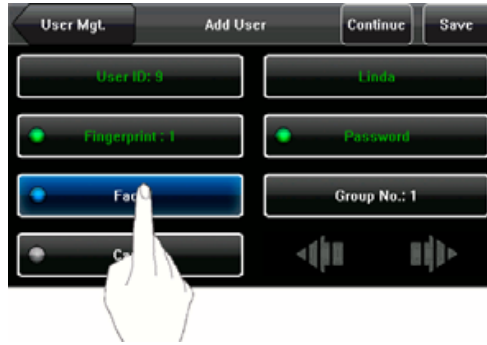 User Mgt.
Add User
Continue
Save
User ID: 9
Linda
Fingerprint : 1
Password
Group No.: 1